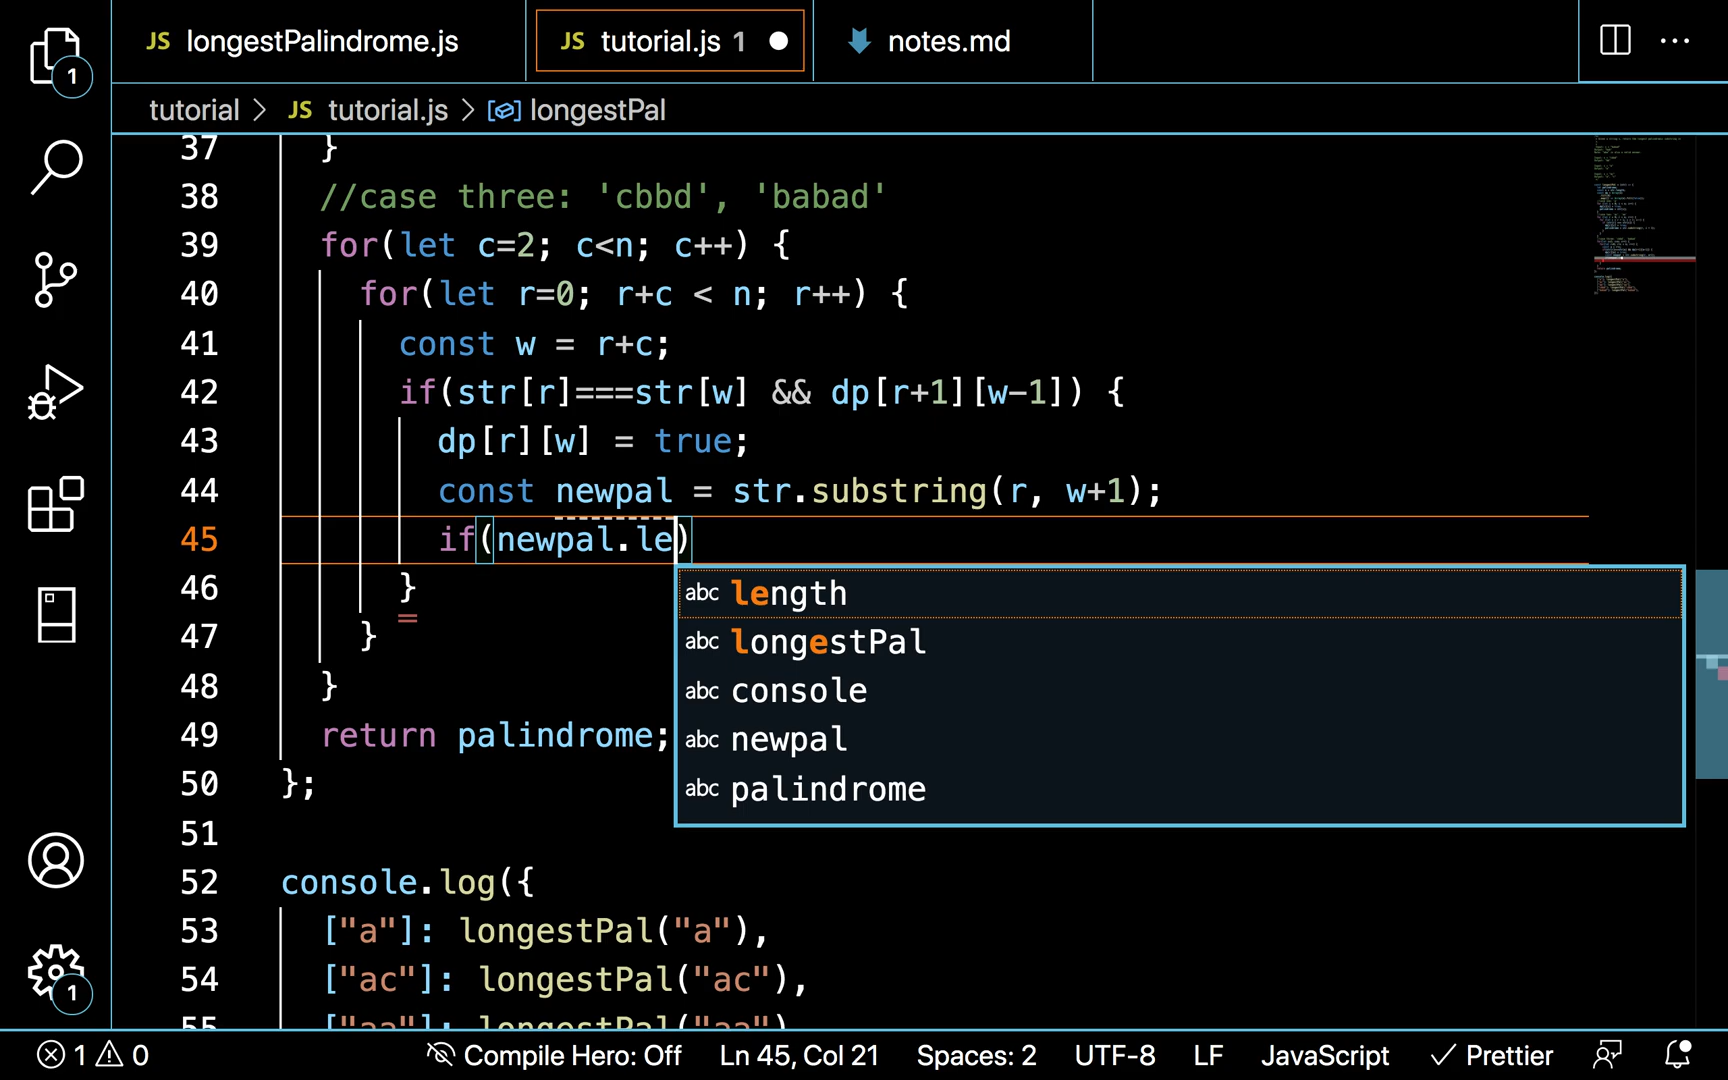 JS longestPalindrome.js
JS tutorial.js 1
notes.md
tutorial > JS tutorial.js > longestPal
37 }
38 //case three: 'cbbd', 'babad'
39 for(let c=2; c<n; c++) {
40 for(let r=0; r+c < n; r++) {
41 const w = r+c;
42 if(str[r]===str[w] && dp[r+1][w-1]) {
43 dp[r][w] = true;
44 const newpal = str.substring(r, w+1);
45 if(newpal.le)
46 }
47 }
48 }
49 return palindrome;
50 };
51
52 console.log({
53 ["a"]: longestPal("a"),
54 ["ac"]: longestPal("ac"),
55 ["aa"]: longestPal("aa")
abc length
abc longestPal
abc console
abc newpal
abc palindrome
1
1
1 0 Compile Hero: Off Ln 45, Col 21 Spaces: 2 UTF-8 LF JavaScript Prettier